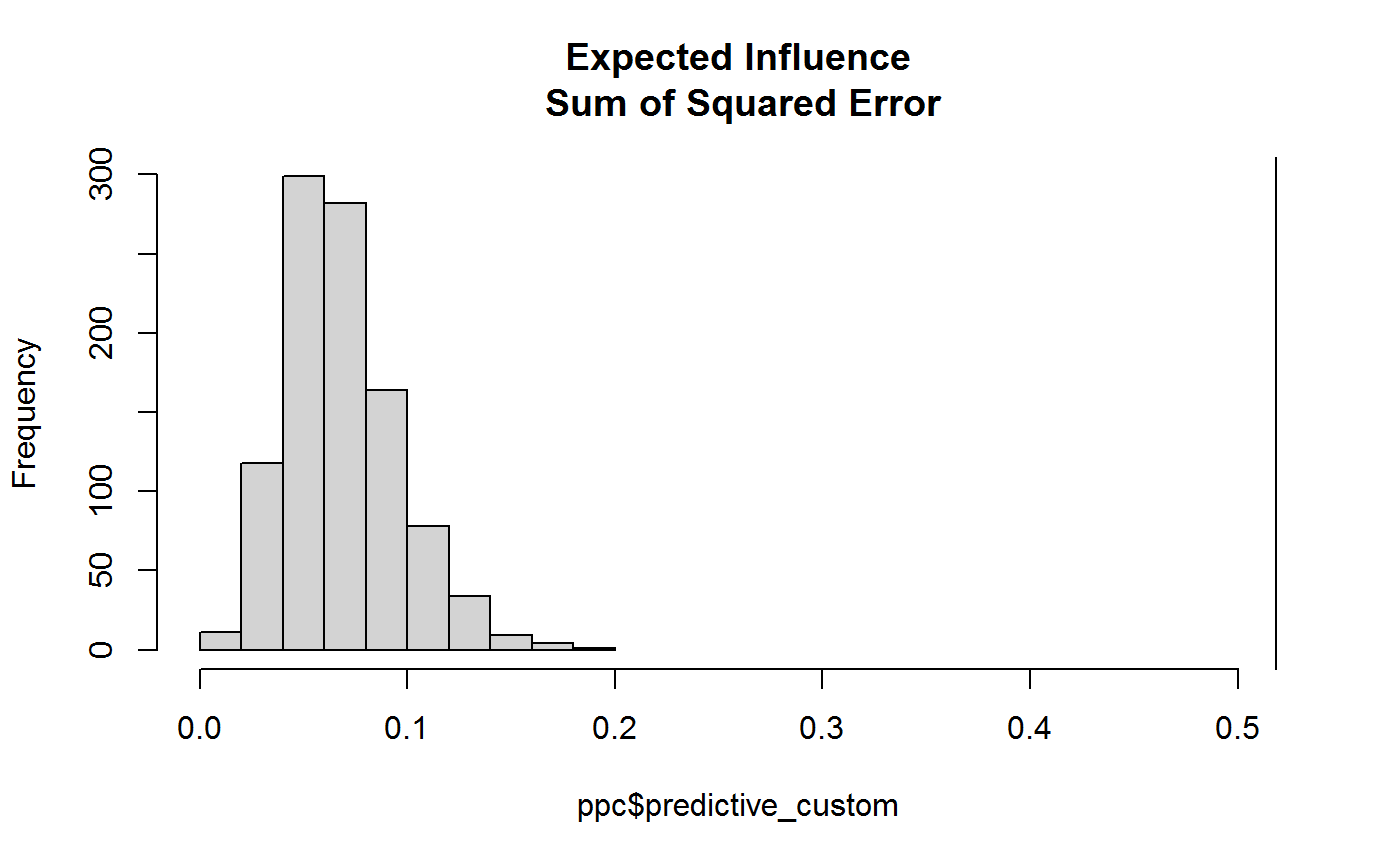 Expected Influence
Sum of Squared Error
Frequency
300
200
100
50
0
0.0 0.1 0.2 0.3 0.4 0.5
ppc$predictive_custom